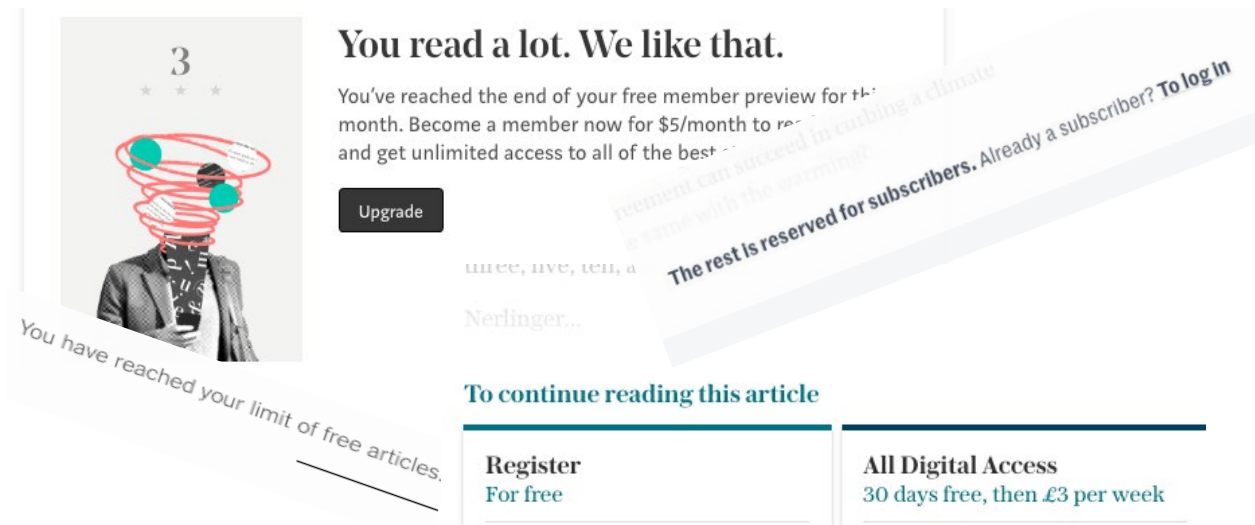 3
You read a lot. We like that.
You've reached the end of your free member preview for
month. Become a member now for $5/month to
and get unlimited access to all of the best
Upgrade
reement can succeed in curbing a climate
same with the warming?
The rest is reserved for subscribers. Already a subscriber? To log in
three, five, ten, a
Nerlinger...
You have reached your limit of free articles.
To continue reading this article
Register
For free
All Digital Access
30 days free, then £3 per week